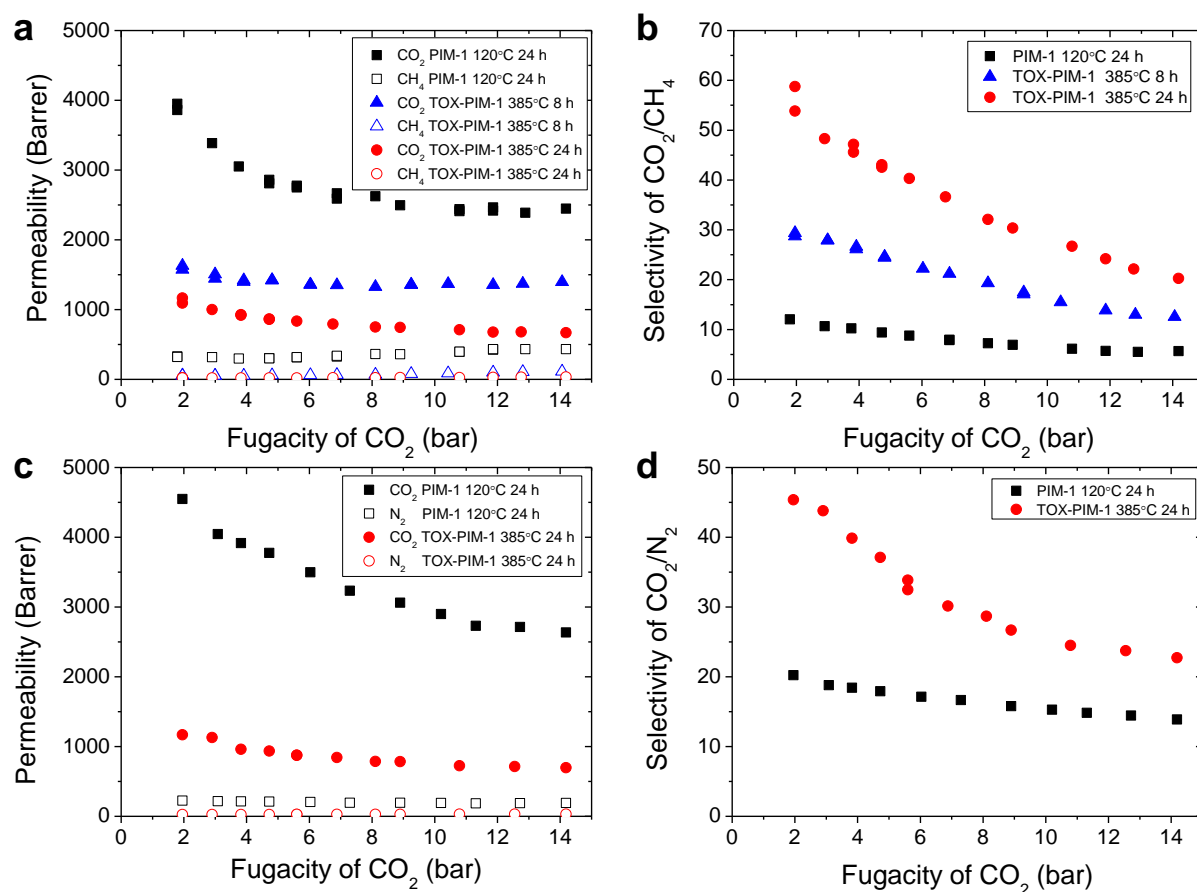 a
CO2 PIM-1 120°C 24 h
CH4 PIM-1 120°C 24 h
CO2 TOX-PIM-1 385°C 8 h
CH4 TOX-PIM-1 385°C 8 h
CO2 TOX-PIM-1 385°C 24 h
CH4 TOX-PIM-1 385°C 24 h
5000
4000
3000
2000
1000
0
Permeability (Barrer)
0 2 4 6 8 10 12 14
Fugacity of CO2 (bar)
b
PIM-1 120°C 24 h
TOX-PIM-1 385°C 8 h
TOX-PIM-1 385°C 24 h
70
60
50
40
30
20
10
0
Selectivity of CO2/CH4
0 2 4 6 8 10 12 14
Fugacity of CO2 (bar)
c
CO2 PIM-1 120°C 24 h
N2 PIM-1 120°C 24 h
CO2 TOX-PIM-1 385°C 24 h
N2 TOX-PIM-1 385°C 24 h
5000
4000
3000
2000
1000
0
Permeability (Barrer)
0 2 4 6 8 10 12 14
Fugacity of CO2 (bar)
d
PIM-1 120°C 24 h
TOX-PIM-1 385°C 24 h
50
40
30
20
10
0
Selectivity of CO2/N2
0 2 4 6 8 10 12 14
Fugacity of CO2 (bar)